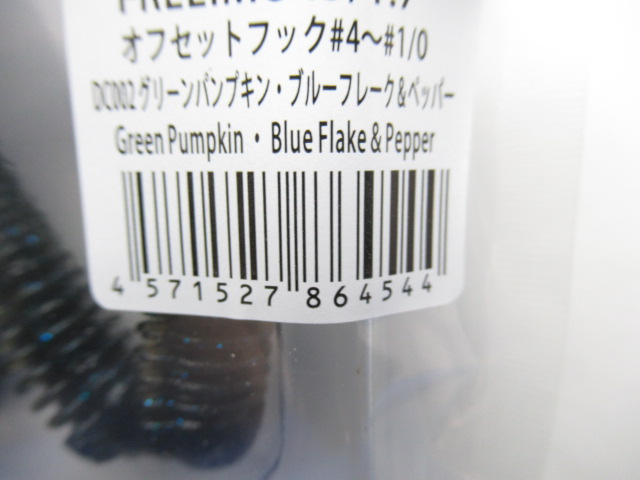 オフセットフック#4〜#1/0
DC002 グリーンパンプキン・ブルーフレーク&ペッパー
Green Pumpkin・Blue Flake & Pepper
4 571527 864544